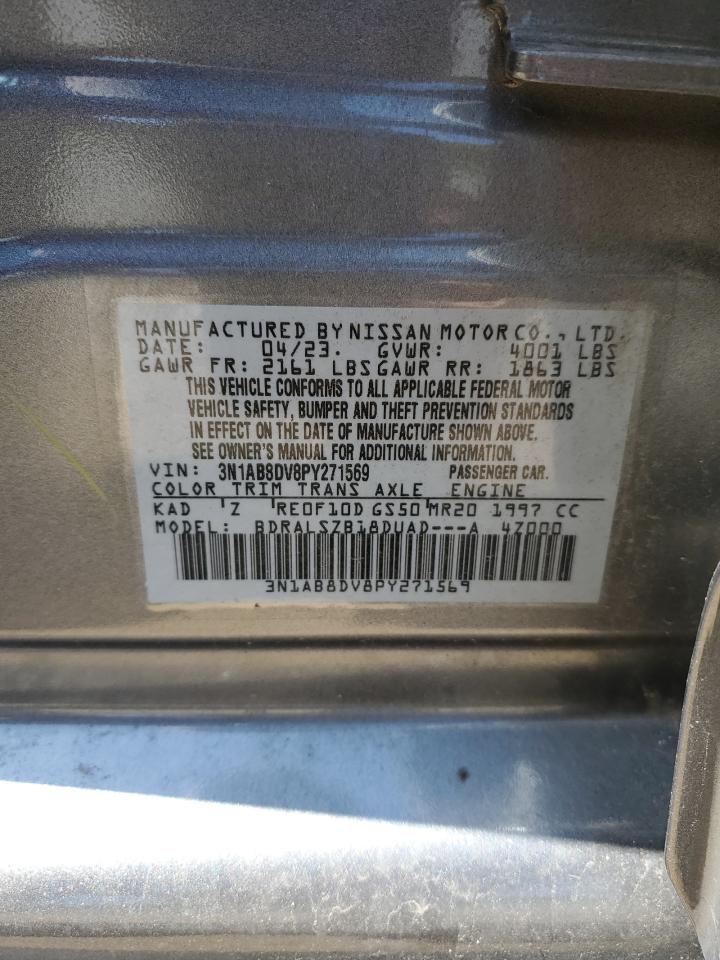 MANUFACTURED BY NISSAN MOTOR CO., LTD.
DATE: 04/23. GVWR: 4001 LBS
GAWR FR: 2161 LBS GAWR RR: 1863 LBS
THIS VEHICLE CONFORMS TO ALL APPLICABLE FEDERAL MOTOR
VEHICLE SAFETY, BUMPER AND THEFT PREVENTION STANDARDS
IN EFFECT ON THE DATE OF MANUFACTURE SHOWN ABOVE.
SEE OWNER'S MANUAL FOR ADDITIONAL INFORMATION.
VIN: 3N1AB8DV8PY271569 PASSENGER CAR.
COLOR TRIM TRANS AXLE ENGINE
KAD Z RE0F10D GS50 MR20 1997 CC
MODEL: BDRALSZB18DUAD---A 4Z000
3N1AB8DV8PY271569